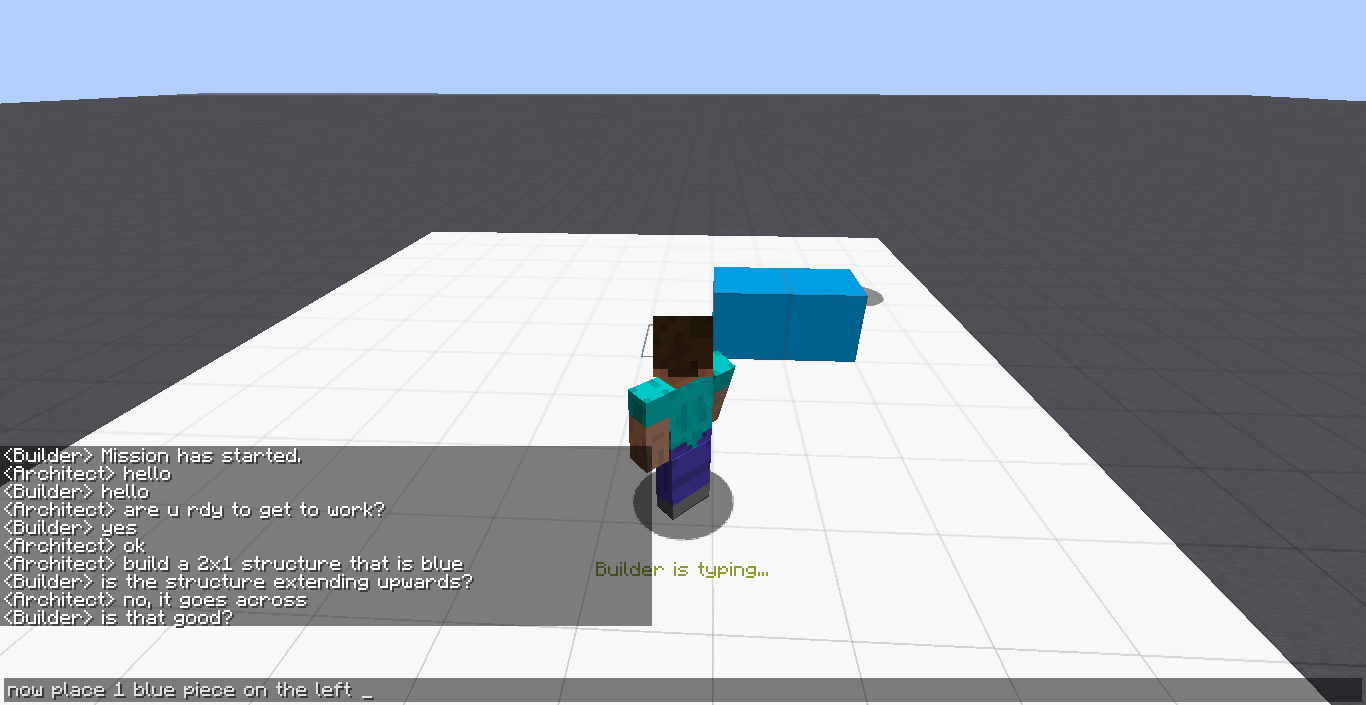 <Builder> Mission has started.
<Architect> hello
<Builder> hello
<Architect> are u rdy to get to work?
<Builder> yes
<Architect> ok
<Architect> build a 2x1 structure that is blue
<Builder> is the structure extending upwards?
<Architect> no, it goes across
<Builder> is that good?
Builder is typing...
now place 1 blue piece on the left _